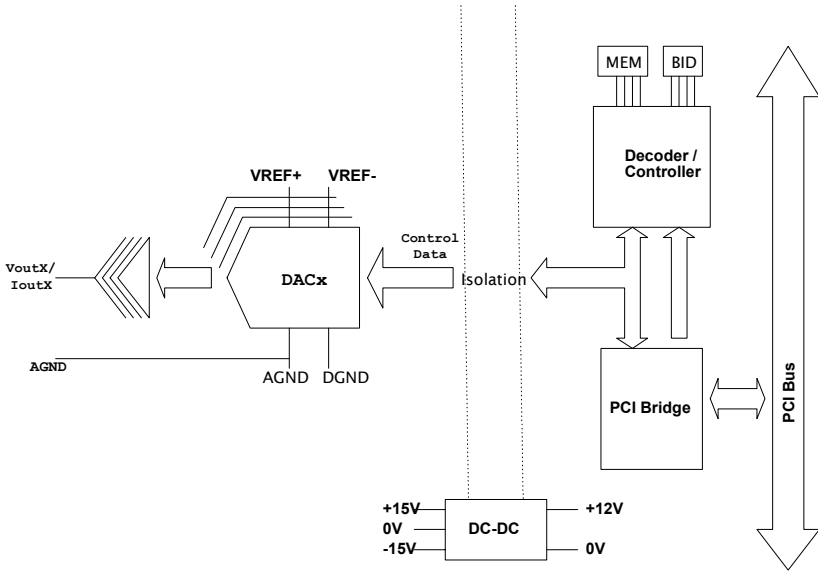 MEM
BID
Decoder /
Controller
VREF+
VREF-
Control
Data
VoutX/
IoutX
DACx
Isolation
AGND
AGND
DGND
PCI Bridge
PCI Bus
+15V
0V
-15V
DC-DC
+12V
0V